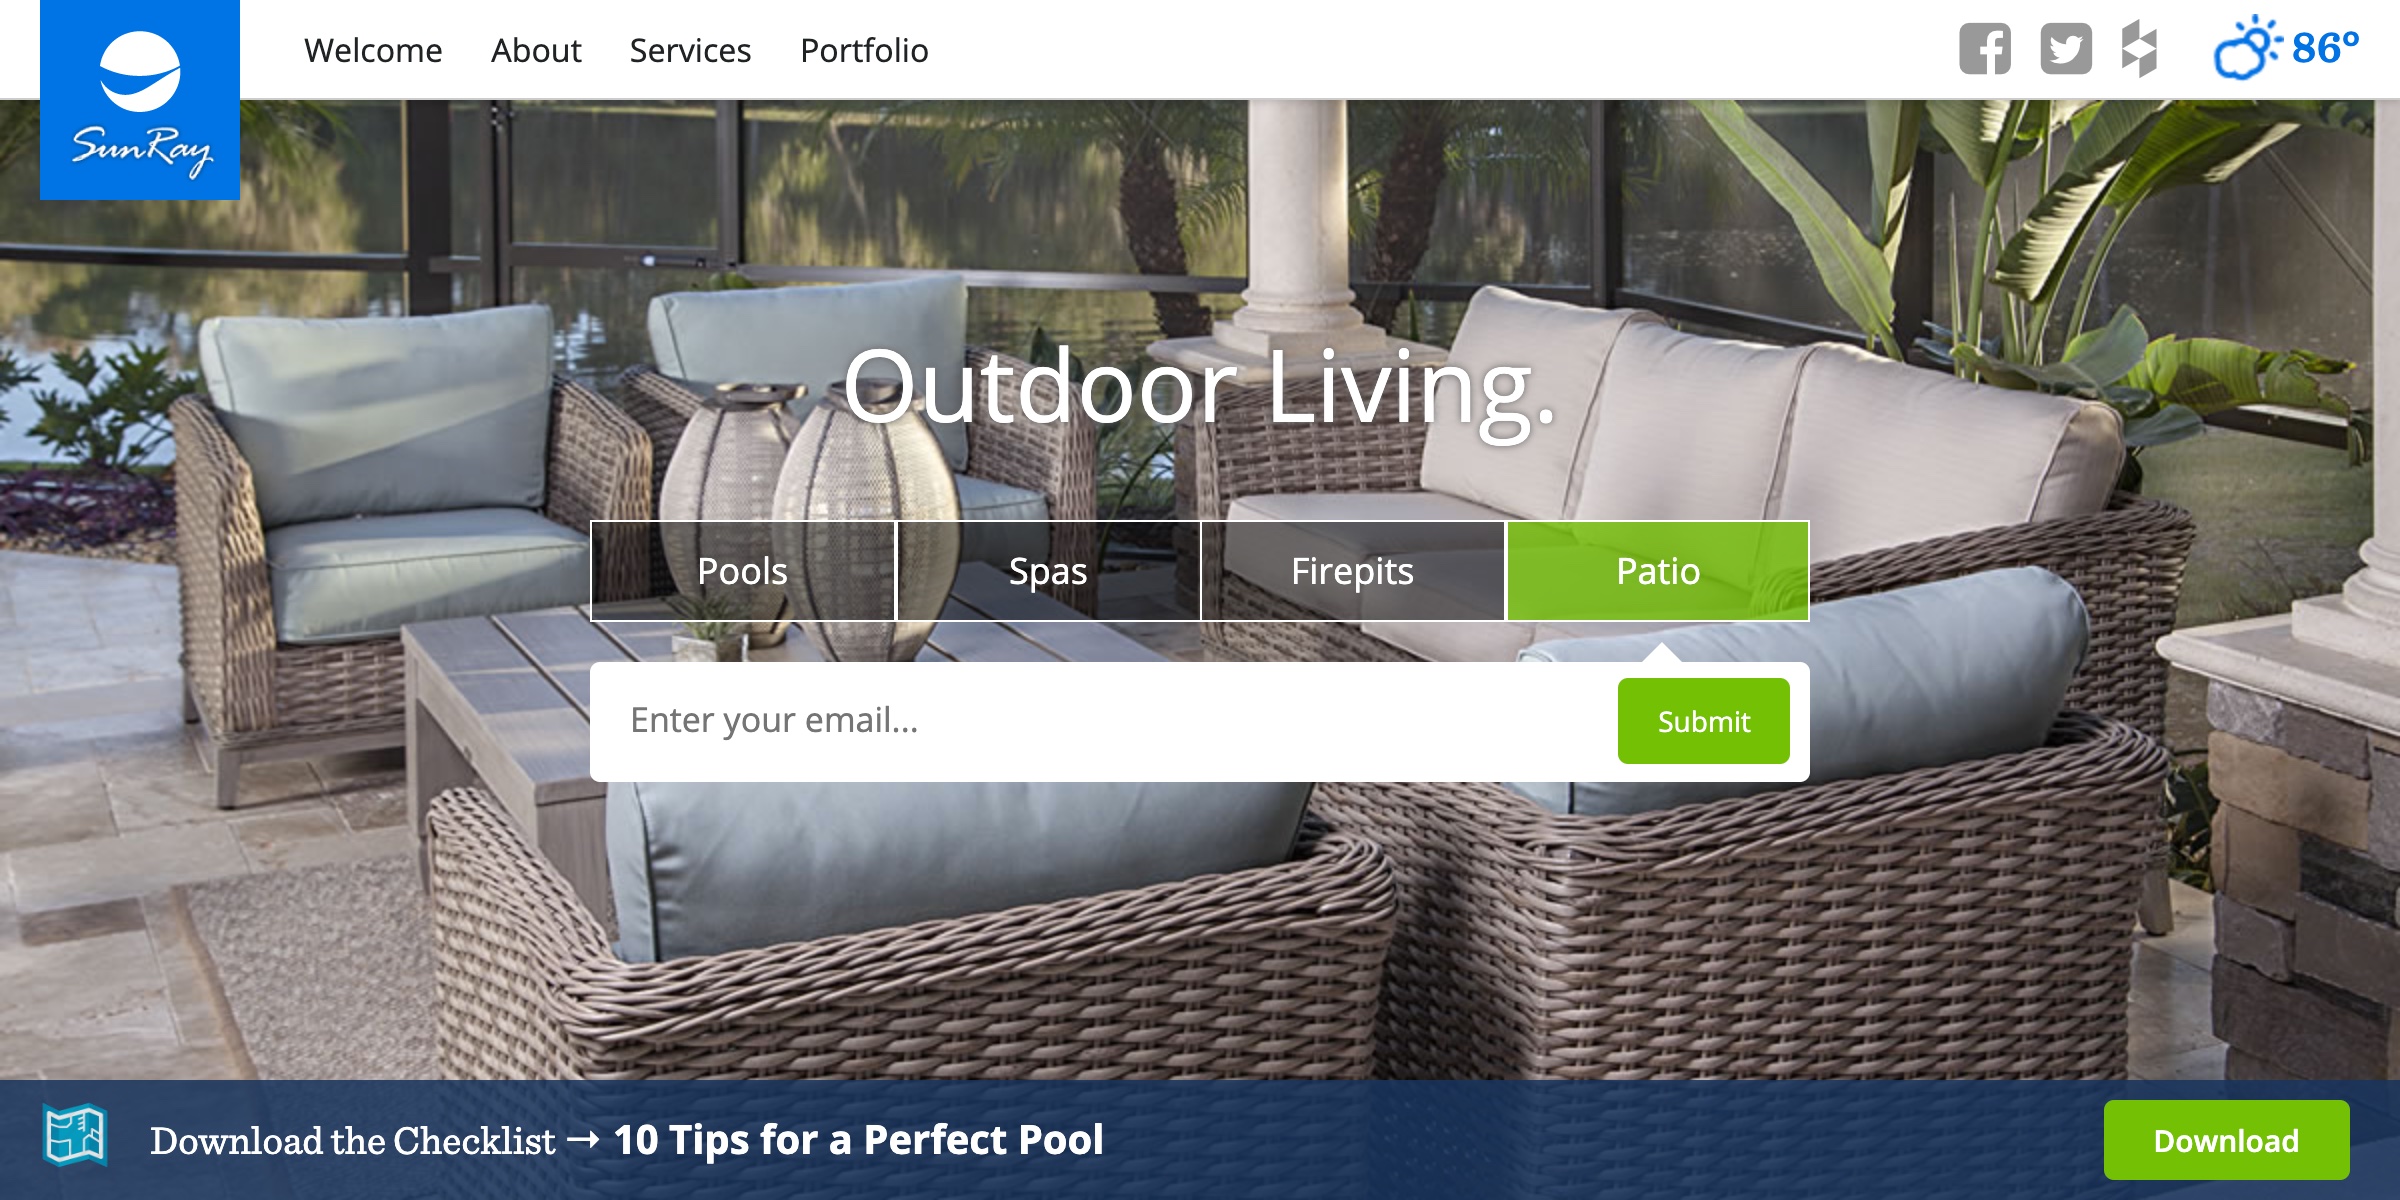 SunRay
Welcome About Services Portfolio
86°
Outdoor Living.
Pools Spas Firepits Patio
Enter your email...
Submit
Download the Checklist → 10 Tips for a Perfect Pool
Download